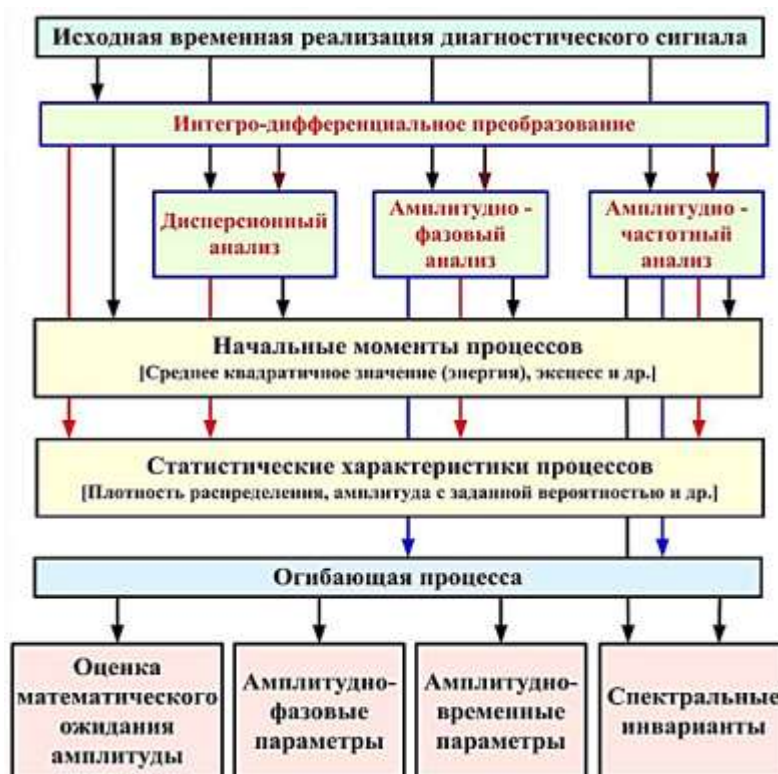 Исходная временная реализация диагностического сигнала
Интегро-дифференциальное преобразование
Дисперсионный
анализ
Амплитудно -
фазовый
анализ
Амплитудно -
частотный
анализ
Начальные моменты процессов
[Среднее квадратичное значение (энергия), эксцесс и др.]
Статистические характеристики процессов
[Плотность распределения, амплитуда с заданной вероятностью и др.]
Огибающая процесса
Оценка
математического
ожидания
амплитуды
Амплитудно-
фазовые
параметры
Амплитудно-
временные
параметры
Спектральные
инварианты